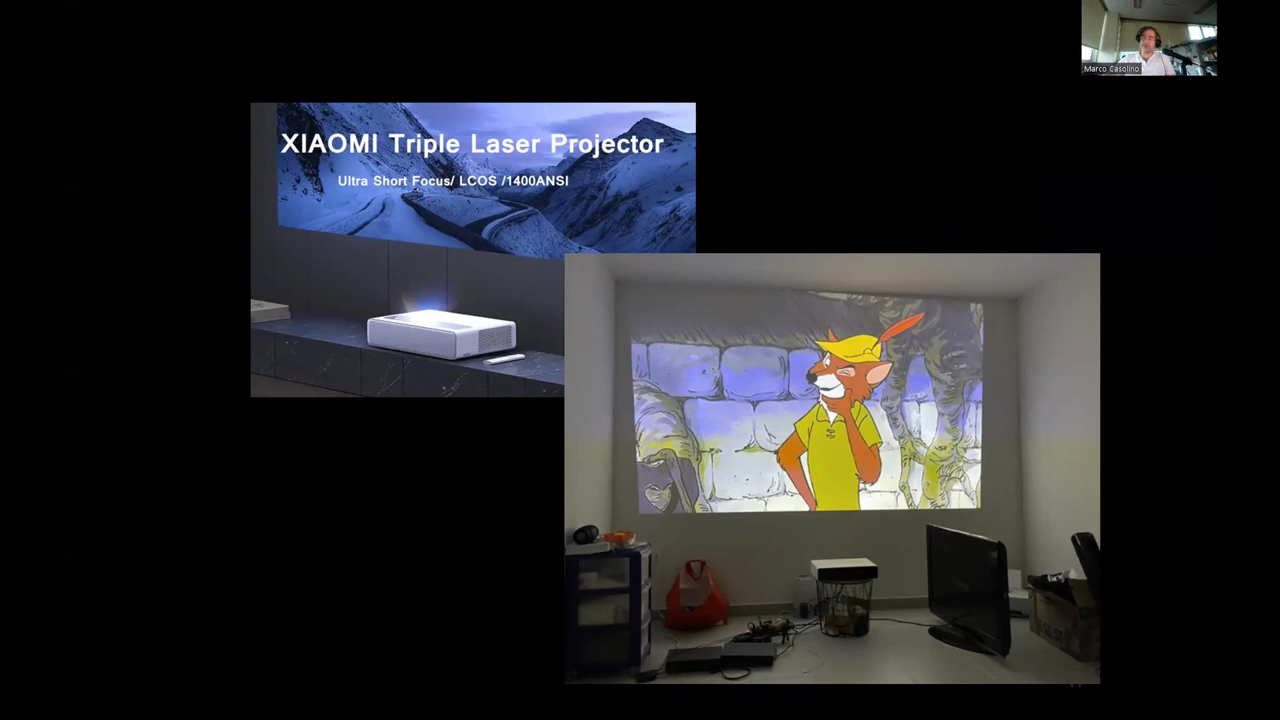 Marco Casolino
XIAOMI Triple Laser Projector
Ultra Short Focus/ LCOS /1400ANSI